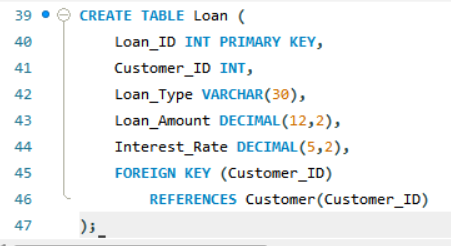 39 CREATE TABLE Loan (
40 Loan_ID INT PRIMARY KEY,
41 Customer_ID INT,
42 Loan_Type VARCHAR(30),
43 Loan_Amount DECIMAL(12,2),
44 Interest_Rate DECIMAL(5,2),
45 FOREIGN KEY (Customer_ID)
46 REFERENCES Customer(Customer_ID)
47 );